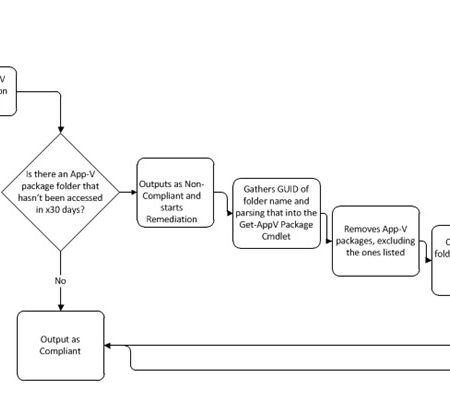 V
on
Is there an App-V
package folder that
hasn't been accessed
in x30 days?
Outputs as Non-
Compliant and
starts
Remediation
Gathers GUID of
folder name and
parsing that into the
Get-AppV Package
Cmdlet
Removes App-V
packages, excluding
the ones listed
No
Output as
Compliant